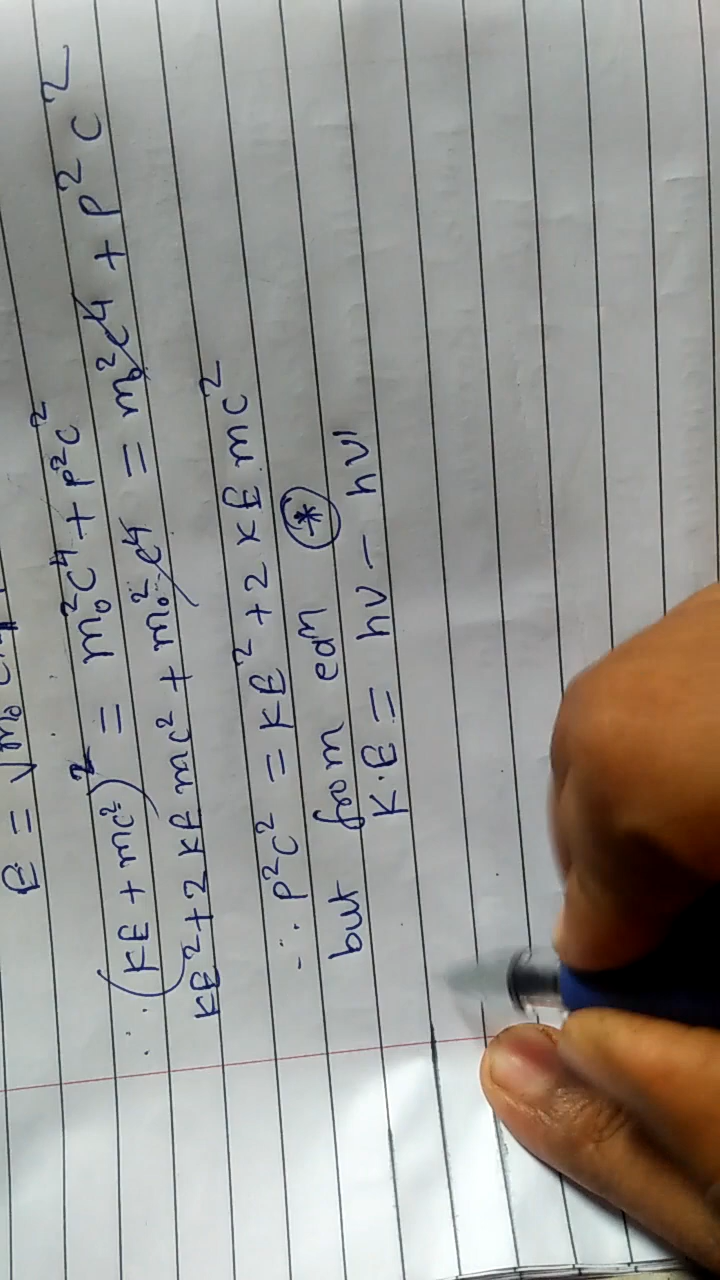 E = √m₀
∴ (KE + mc²)² = m₀²c⁴ + P²c²
KE² + 2 KE mc² + m₀²c⁴ = m₀²c⁴ + P²c²
∴ P²c² = KE² + 2 KE mc²
but from eqn (*)
K.E = hν - hν'